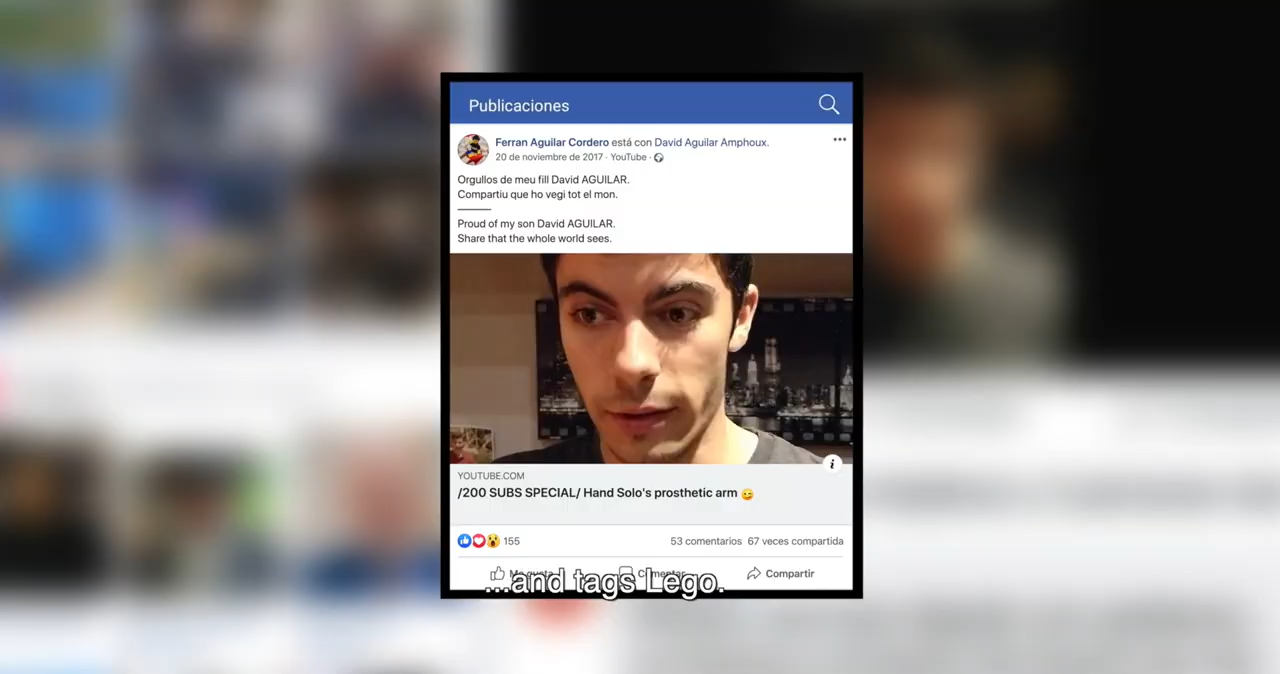 Publicaciones
Ferran Aguilar Cordero está con David Aguilar Amphoux.
20 de noviembre de 2017 · YouTube ·
Orgullos de meu fill David AGUILAR.
Compartiu que ho vegi tot el mon.
Proud of my son David AGUILAR.
Share that the whole world sees.
YOUTUBE.COM
/200 SUBS SPECIAL/ Hand Solo's prosthetic arm 😉
155
53 comentarios 67 veces compartida
Me gusta Comentar Compartir
...and tags Lego.